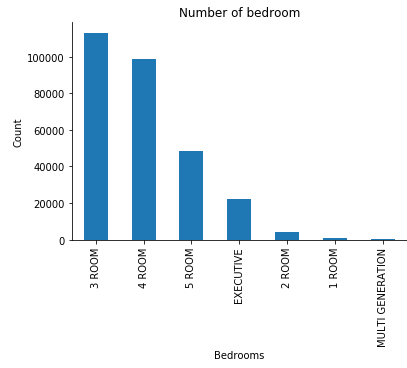 Number of bedroom
Count
100000
80000
60000
40000
20000
0
3 ROOM
4 ROOM
5 ROOM
EXECUTIVE
2 ROOM
1 ROOM
MULTI GENERATION
Bedrooms